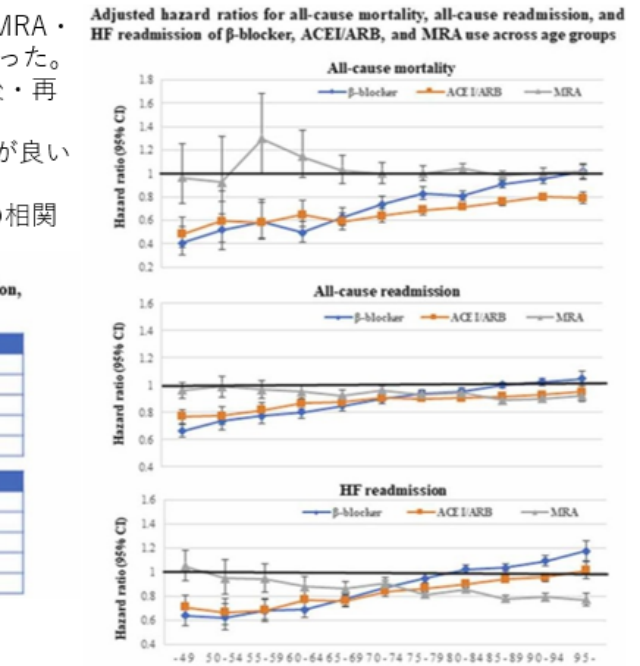 MRA・
った。
・再
が良い
の相関
on,
Adjusted hazard ratios for all-cause mortality, all-cause readmission, and
HF readmission of β-blocker, ACEI/ARB, and MRA use across age groups
All-cause mortality
β-blocker ACEI/ARB MRA
Hazard ratio (95% CI)
1.8
1.6
1.4
1.2
1
0.8
0.6
0.4
0.2
All-cause readmission
β-blocker ACEI/ARB MRA
Hazard ratio (95% CI)
1.6
1.4
1.2
1
0.8
0.6
0.4
HF readmission
β-blocker ACEI/ARB MRA
Hazard ratio (95% CI)
1.6
1.4
1.2
1
0.8
0.6
0.4
-49 50-54 55-59 60-64 65-69 70-74 75-79 80-84 85-89 90-94 95-